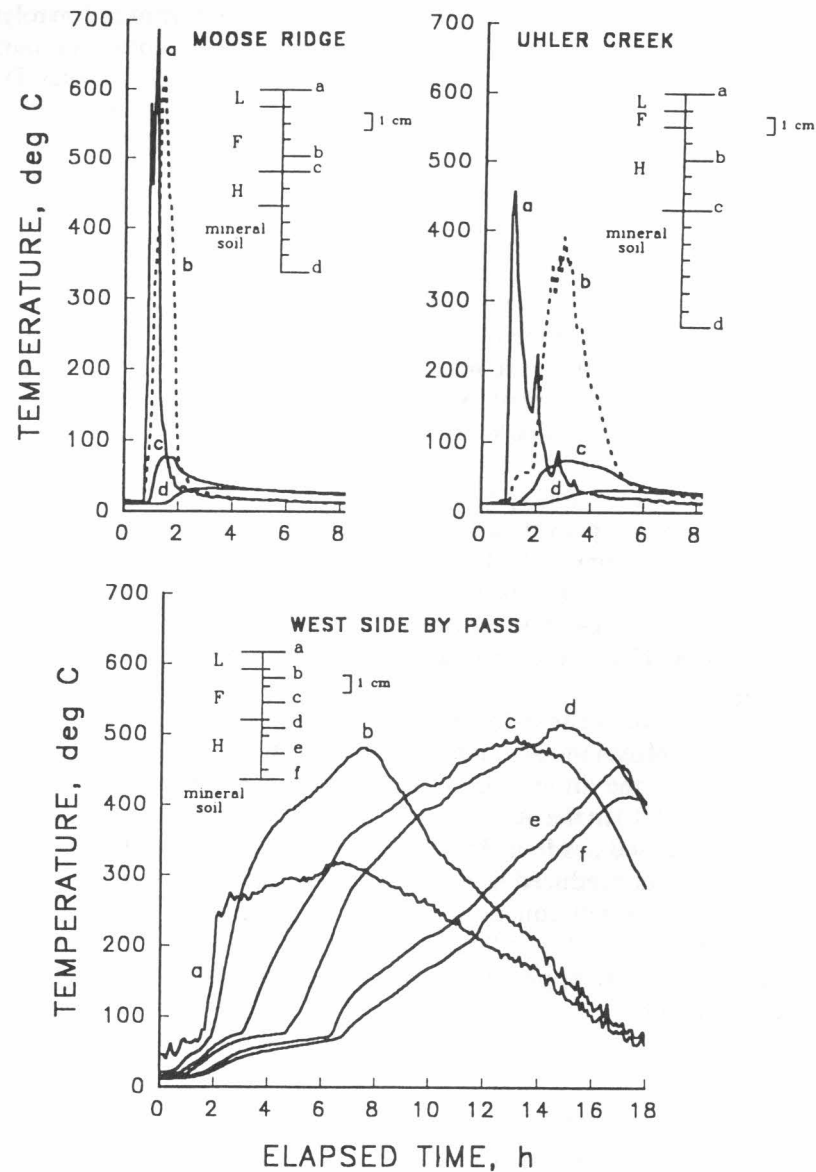 MOOSE RIDGE
TEMPERATURE, deg C
700
600
500
400
300
200
100
0
0 2 4 6 8
a
b
c
d
L
F
H
mineral
soil
a
b
c
d
1 cm
UHLER CREEK
700
600
500
400
300
200
100
0
0 2 4 6 8
a
b
c
d
L
F
H
mineral
soil
a
b
c
d
1 cm
WEST SIDE BY PASS
TEMPERATURE, deg C
700
600
500
400
300
200
100
0
0 2 4 6 8 10 12 14 16 18
a
b
c
d
e
f
L
F
H
mineral
soil
a
b
c
d
e
f
1 cm
ELAPSED TIME, h